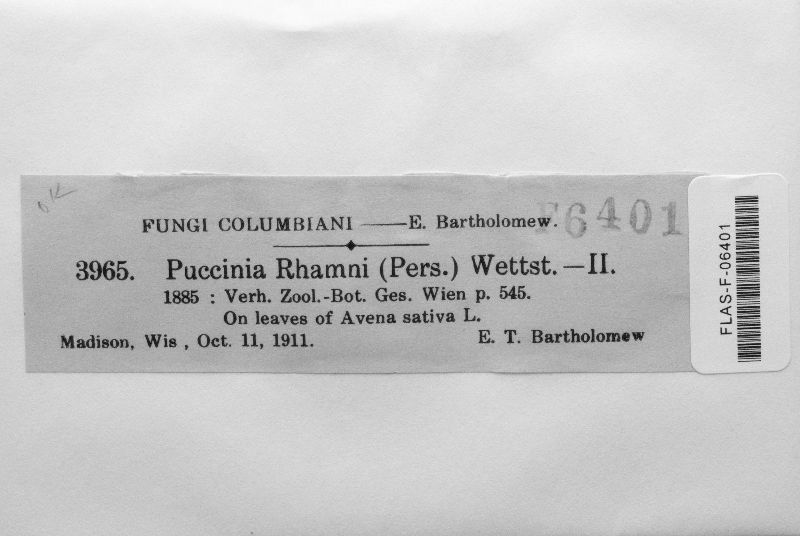 OK
FUNGI COLUMBIANI —— E. Bartholomew.
F6401
3965. Puccinia Rhamni (Pers.) Wettst. — II.
1885 : Verh. Zool.-Bot. Ges. Wien p. 545.
On leaves of Avena sativa L.
Madison, Wis , Oct. 11, 1911. E. T. Bartholomew
FLAS-F-06401